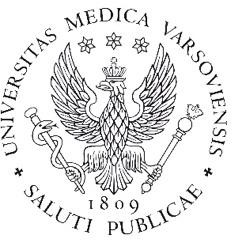 UNIVERSITAS MEDICA VARSOVIENSIS
1809
SALUTI PUBLICAE